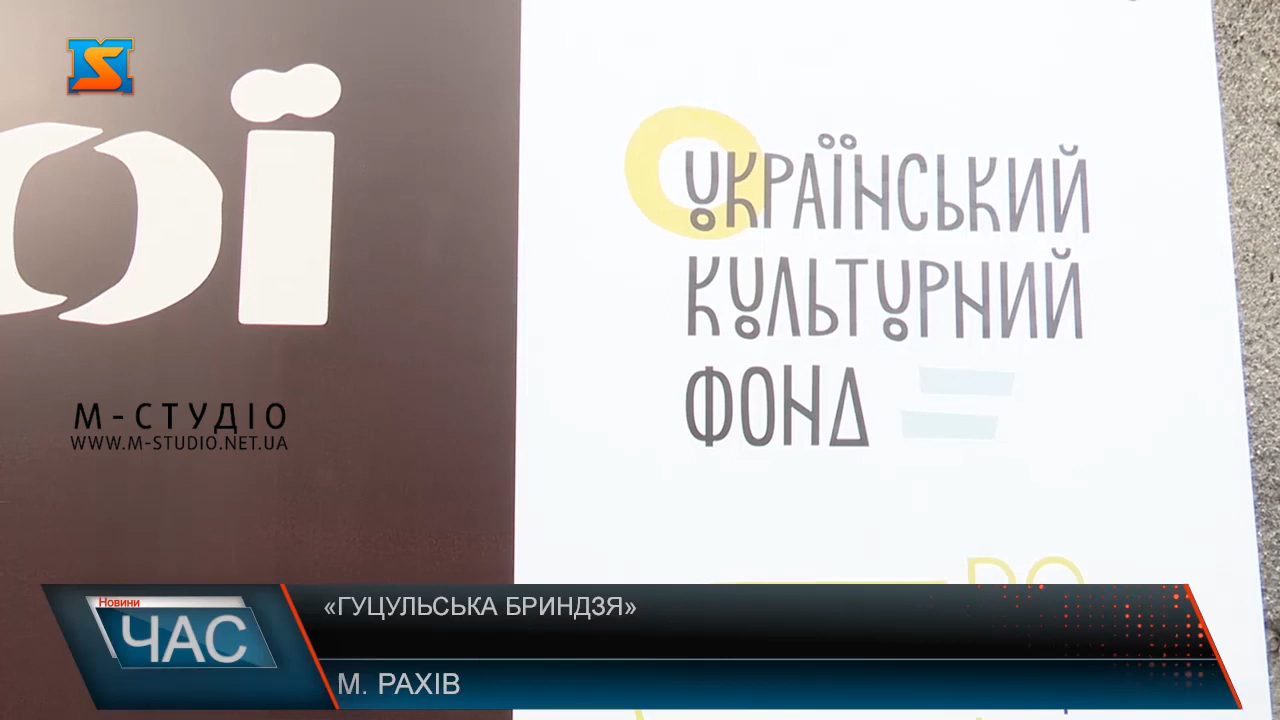 УКРАЇНСЬКИЙ
КУЛЬТУРНИЙ
ФОНД
М-СТУДІО
WWW.M-STUDIO.NET.UA
Новини
ЧАС
«ГУЦУЛЬСЬКА БРИНДЗЯ»
М. РАХІВ